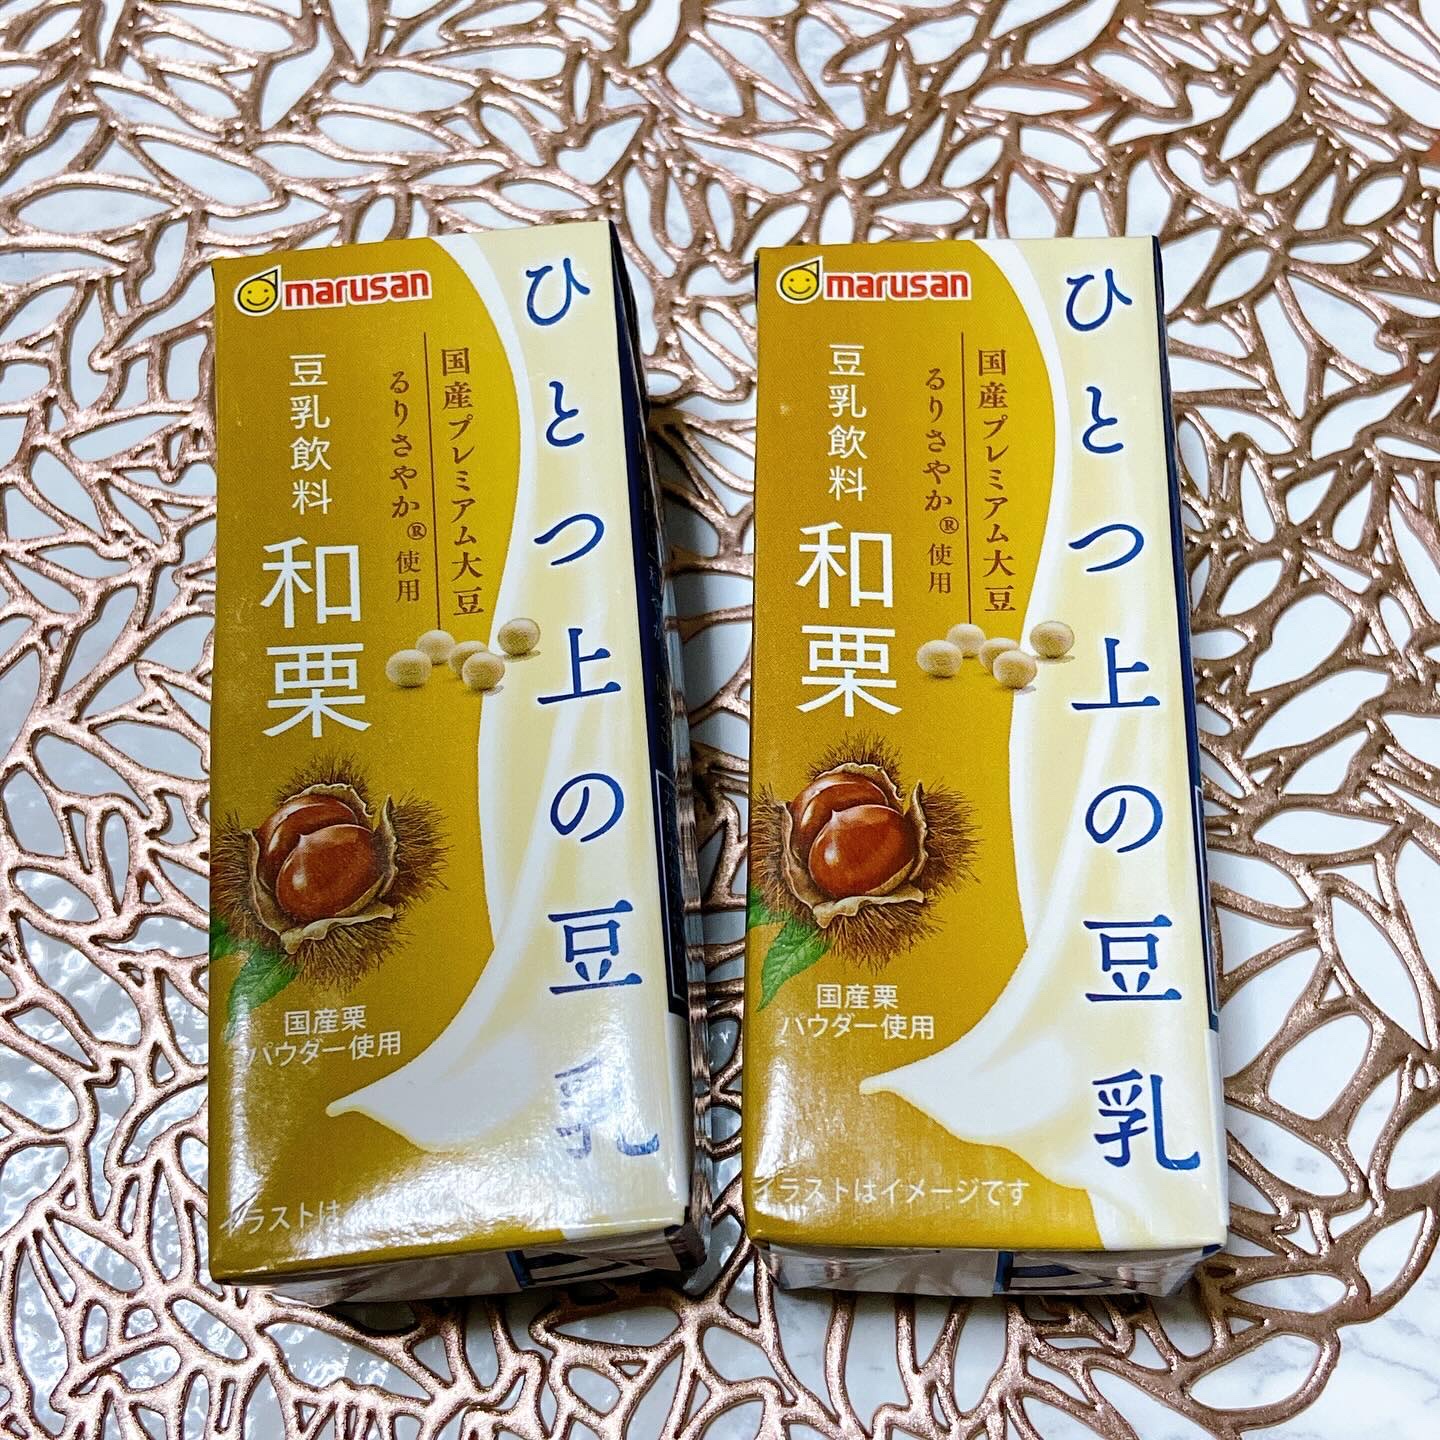 marusan
ひとつ上の豆乳
国産プレミアム大豆
るりさやか®使用
豆乳飲料
和栗
国産栗
パウダー使用
イラストは
marusan
ひとつ上の豆乳
国産プレミアム大豆
るりさやか®使用
豆乳飲料
和栗
国産栗
パウダー使用
イラストはイメージです